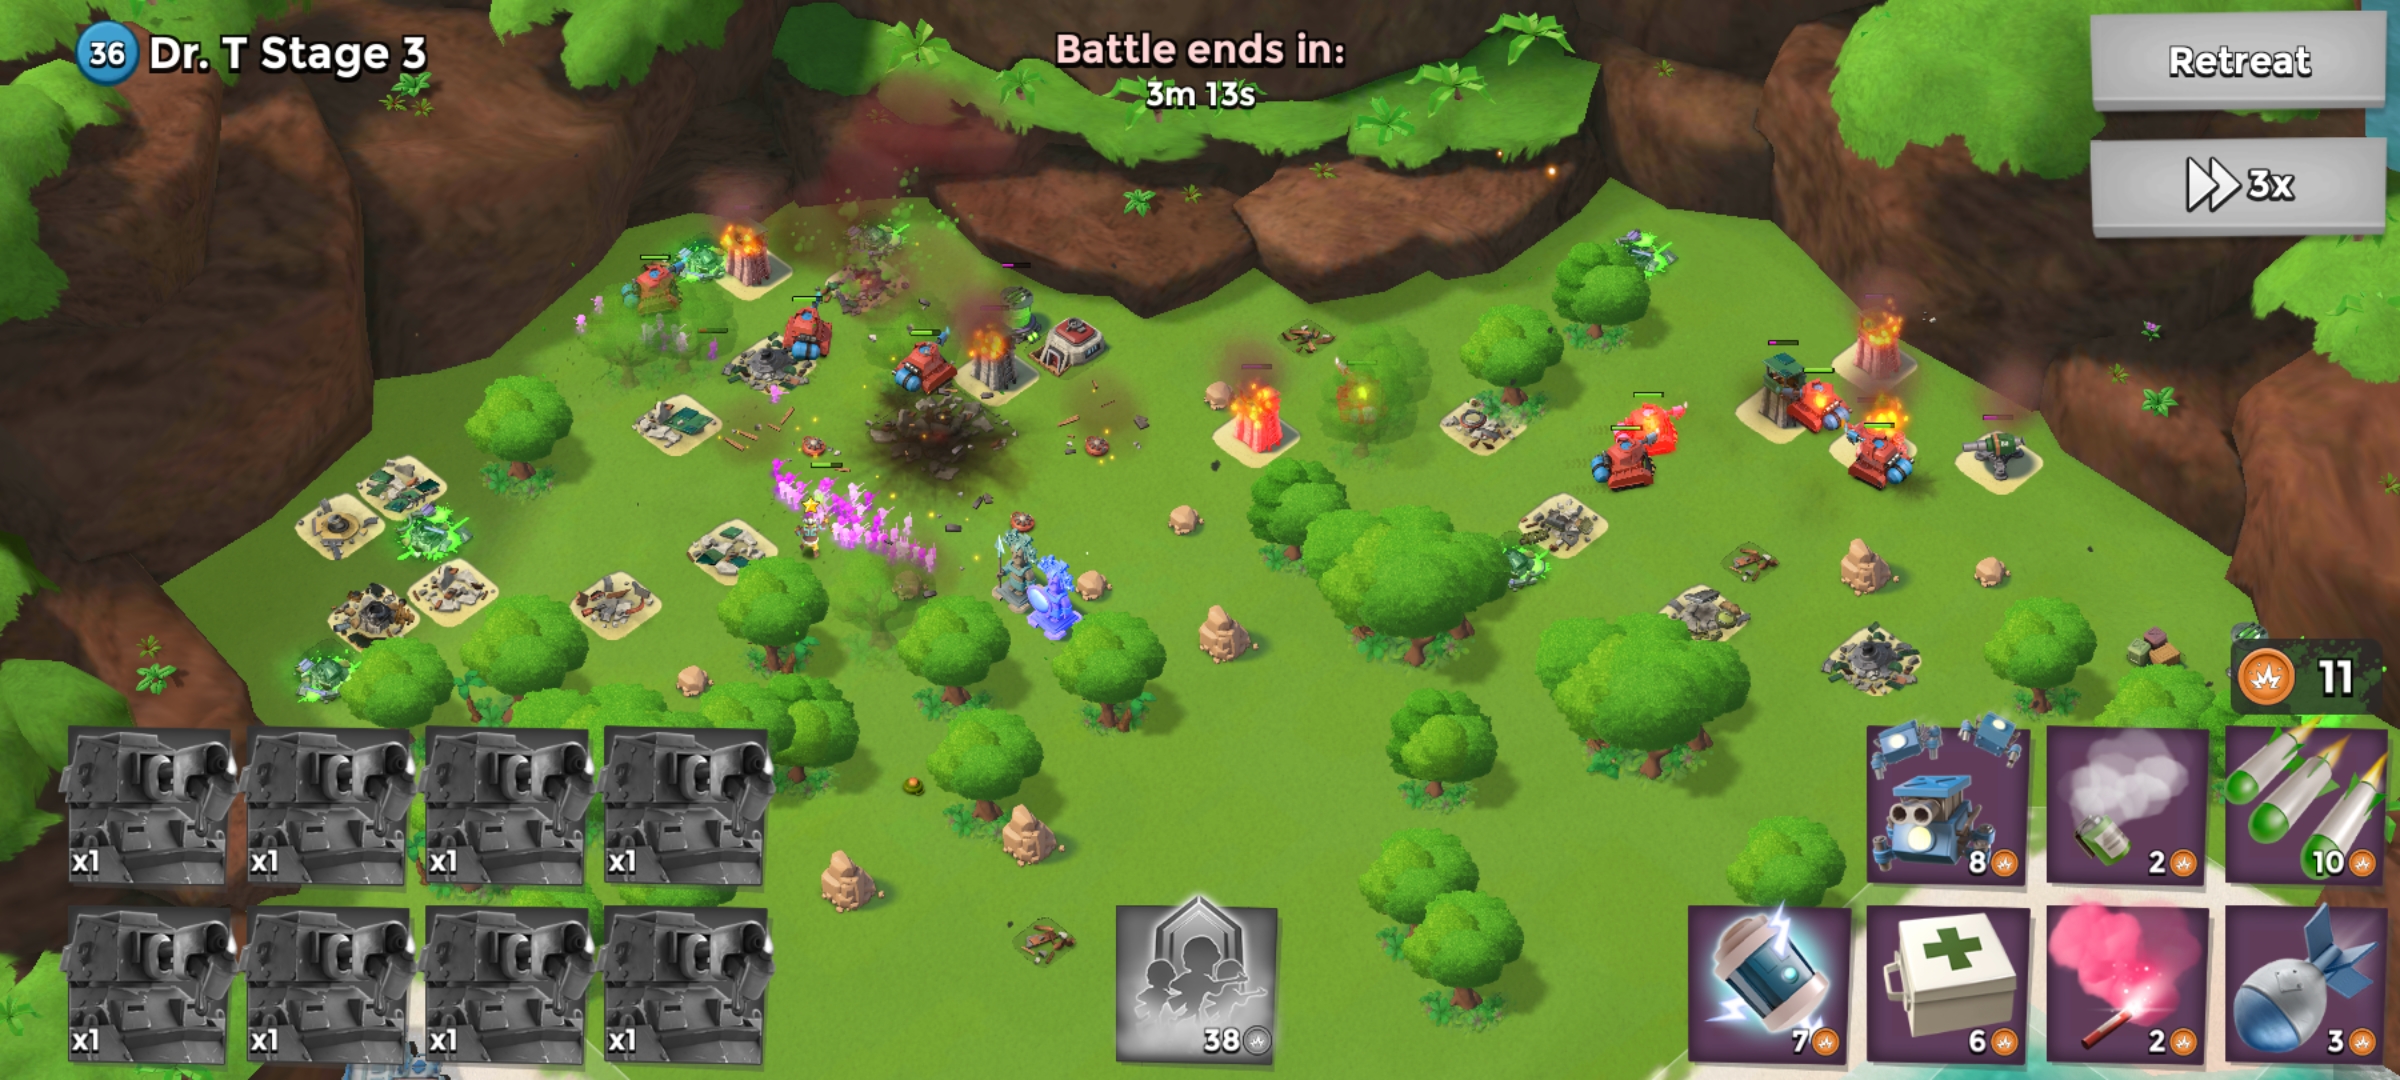 36 Dr. T Stage 3
Battle ends in:
3m 13s
Retreat
3x
11
x1 x1 x1 x1
8 2 10
x1 x1 x1 x1
38
7 6 2 3